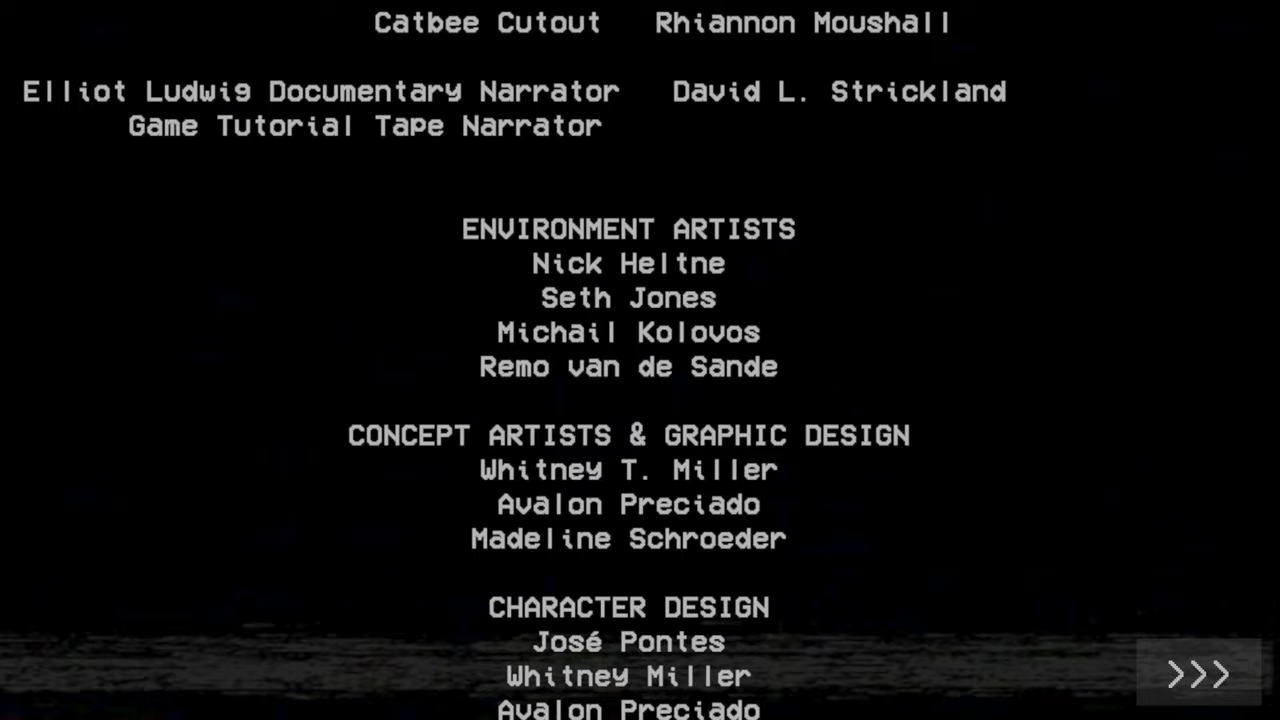 Catbee Cutout Rhiannon Moushall
Elliot Ludwig Documentary Narrator David L. Strickland
Game Tutorial Tape Narrator
ENVIRONMENT ARTISTS
Nick Heltne
Seth Jones
Michail Kolovos
Remo van de Sande
CONCEPT ARTISTS & GRAPHIC DESIGN
Whitney T. Miller
Avalon Preciado
Madeline Schroeder
CHARACTER DESIGN
José Pontes
Whitney Miller
Avalon Preciado
>>>